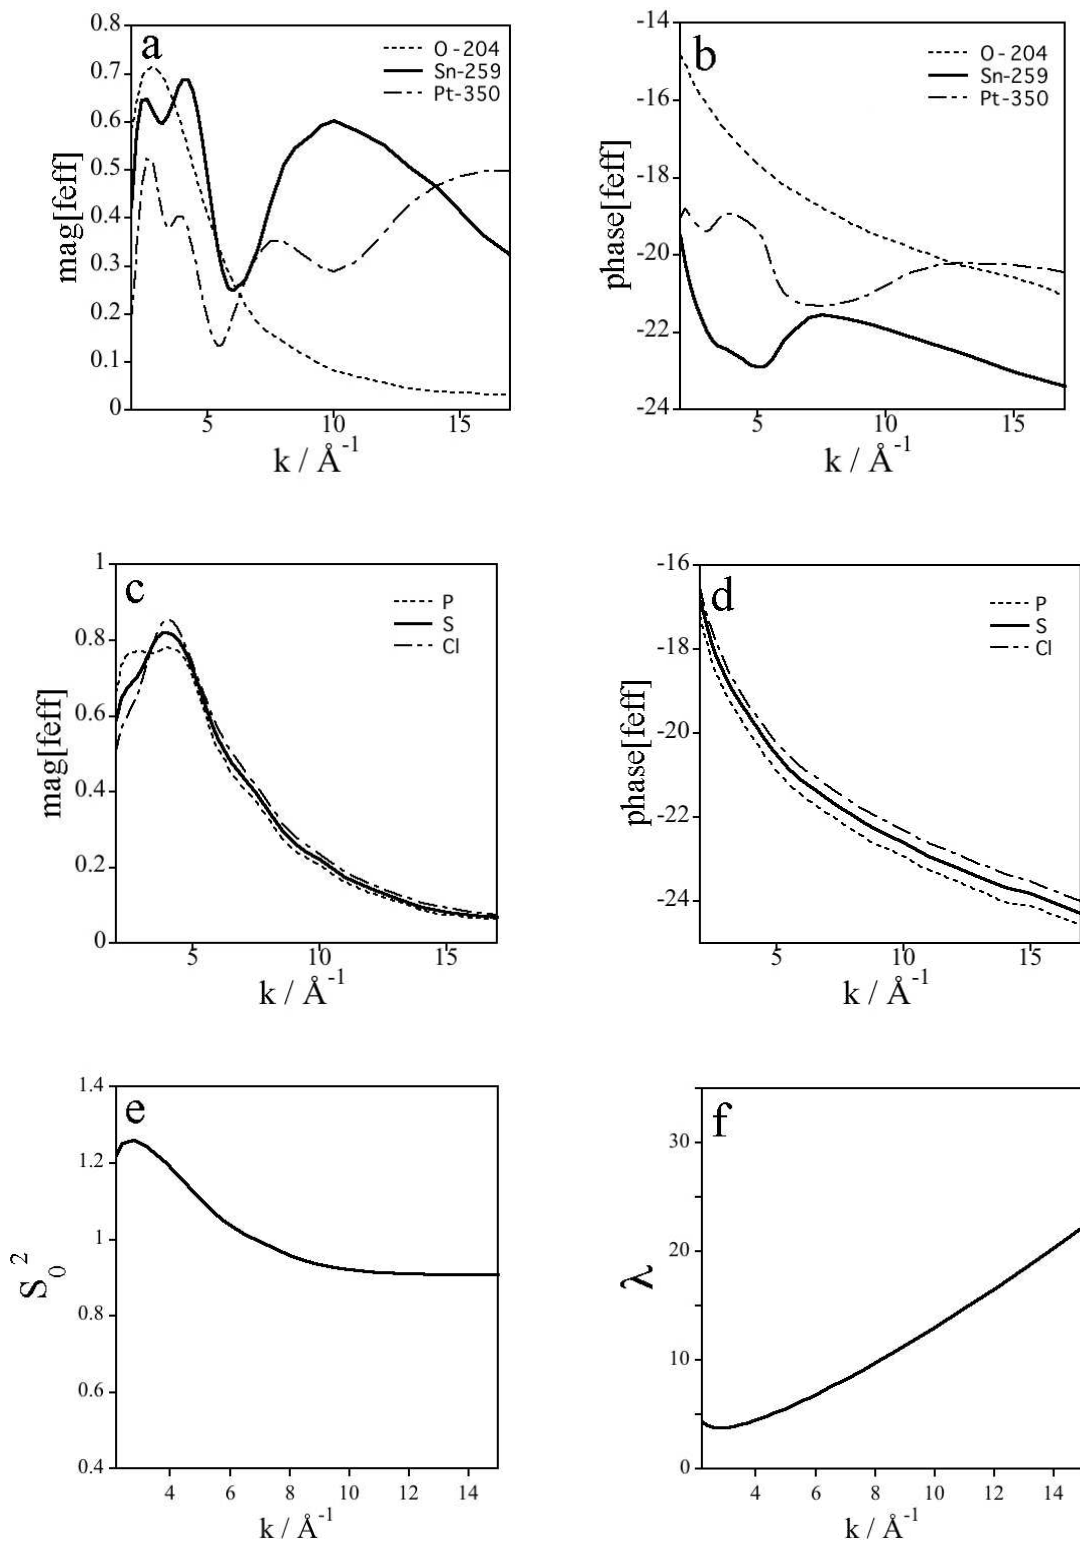 a
O-204
Sn-259
Pt-350
0.8
0.7
0.6
0.5
0.4
0.3
0.2
0.1
0
mag[feff]
5
10
15
k / Å⁻¹
b
O-204
Sn-259
Pt-350
-14
-16
-18
-20
-22
-24
phase[feff]
5
10
15
k / Å⁻¹
c
P
S
Cl
1
0.8
0.6
0.4
0.2
0
mag[feff]
5
10
15
k / Å⁻¹
d
P
S
Cl
-16
-18
-20
-22
-24
phase[feff]
5
10
15
k / Å⁻¹
e
1.4
1.2
1
0.8
0.6
0.4
S₀²
4
6
8
10
12
14
k / Å⁻¹
f
30
20
10
0
λ
4
6
8
10
12
14
k / Å⁻¹